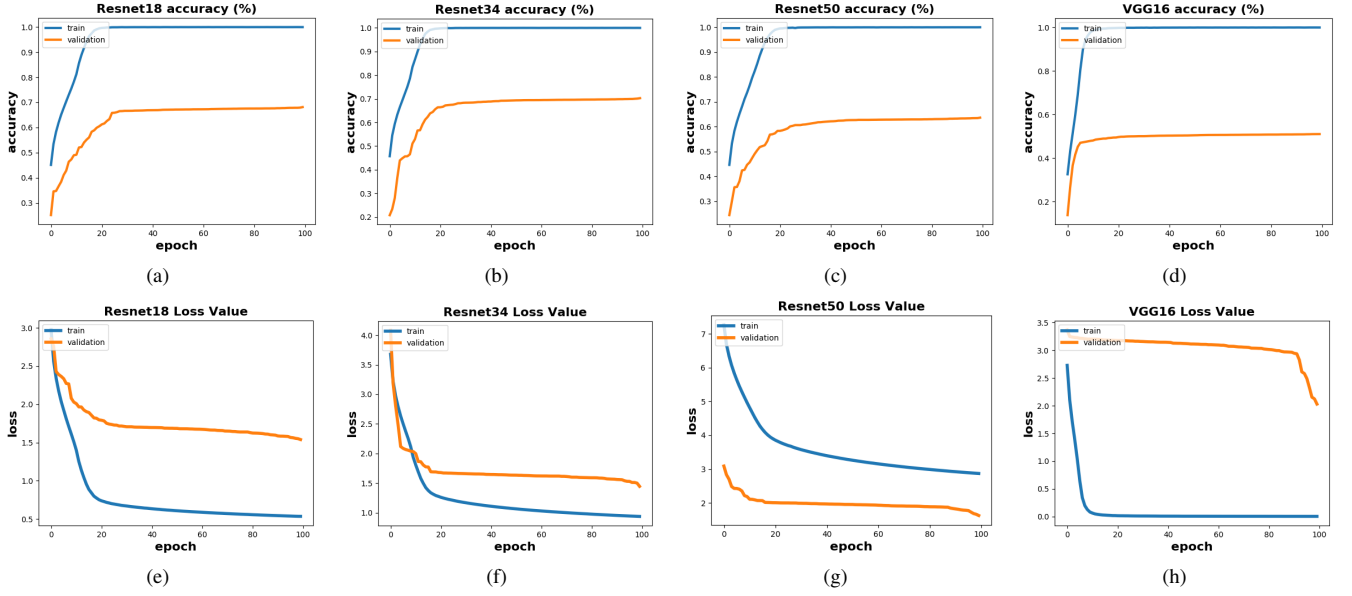 Resnet18 accuracy (%)
train
validation
1.0
0.9
0.8
0.7
0.6
0.5
0.4
0.3
accuracy
0 20 40 60 80 100
epoch
(a)
Resnet34 accuracy (%)
train
validation
1.0
0.9
0.8
0.7
0.6
0.5
0.4
0.3
0.2
accuracy
0 20 40 60 80 100
epoch
(b)
Resnet50 accuracy (%)
train
validation
1.0
0.9
0.8
0.7
0.6
0.5
0.4
0.3
accuracy
0 20 40 60 80 100
epoch
(c)
VGG16 accuracy (%)
train
validation
1.0
0.8
0.6
0.4
0.2
accuracy
0 20 40 60 80 100
epoch
(d)
Resnet18 Loss Value
train
validation
3.0
2.5
2.0
1.5
1.0
0.5
loss
0 20 40 60 80 100
epoch
(e)
Resnet34 Loss Value
train
validation
4.0
3.5
3.0
2.5
2.0
1.5
1.0
loss
0 20 40 60 80 100
epoch
(f)
Resnet50 Loss Value
train
validation
7
6
5
4
3
2
loss
0 20 40 60 80 100
epoch
(g)
VGG16 Loss Value
train
validation
3.5
3.0
2.5
2.0
1.5
1.0
0.5
0.0
loss
0 20 40 60 80 100
epoch
(h)